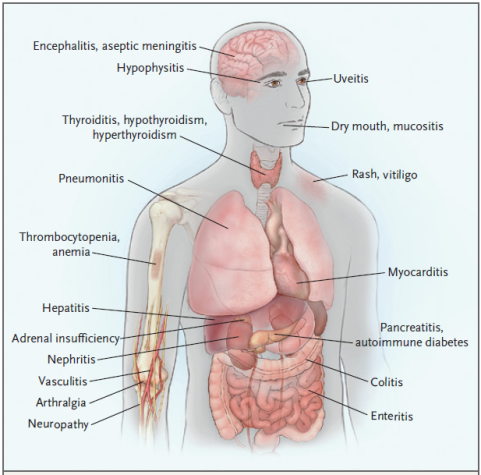 Encephalitis, aseptic meningitis
Hypophysitis
Uveitis
Thyroiditis, hypothyroidism,
hyperthyroidism
Dry mouth, mucositis
Pneumonitis
Rash, vitiligo
Thrombocytopenia,
anemia
Myocarditis
Hepatitis
Adrenal insufficiency
Nephritis
Vasculitis
Arthralgia
Neuropathy
Pancreatitis,
autoimmune diabetes
Colitis
Enteritis